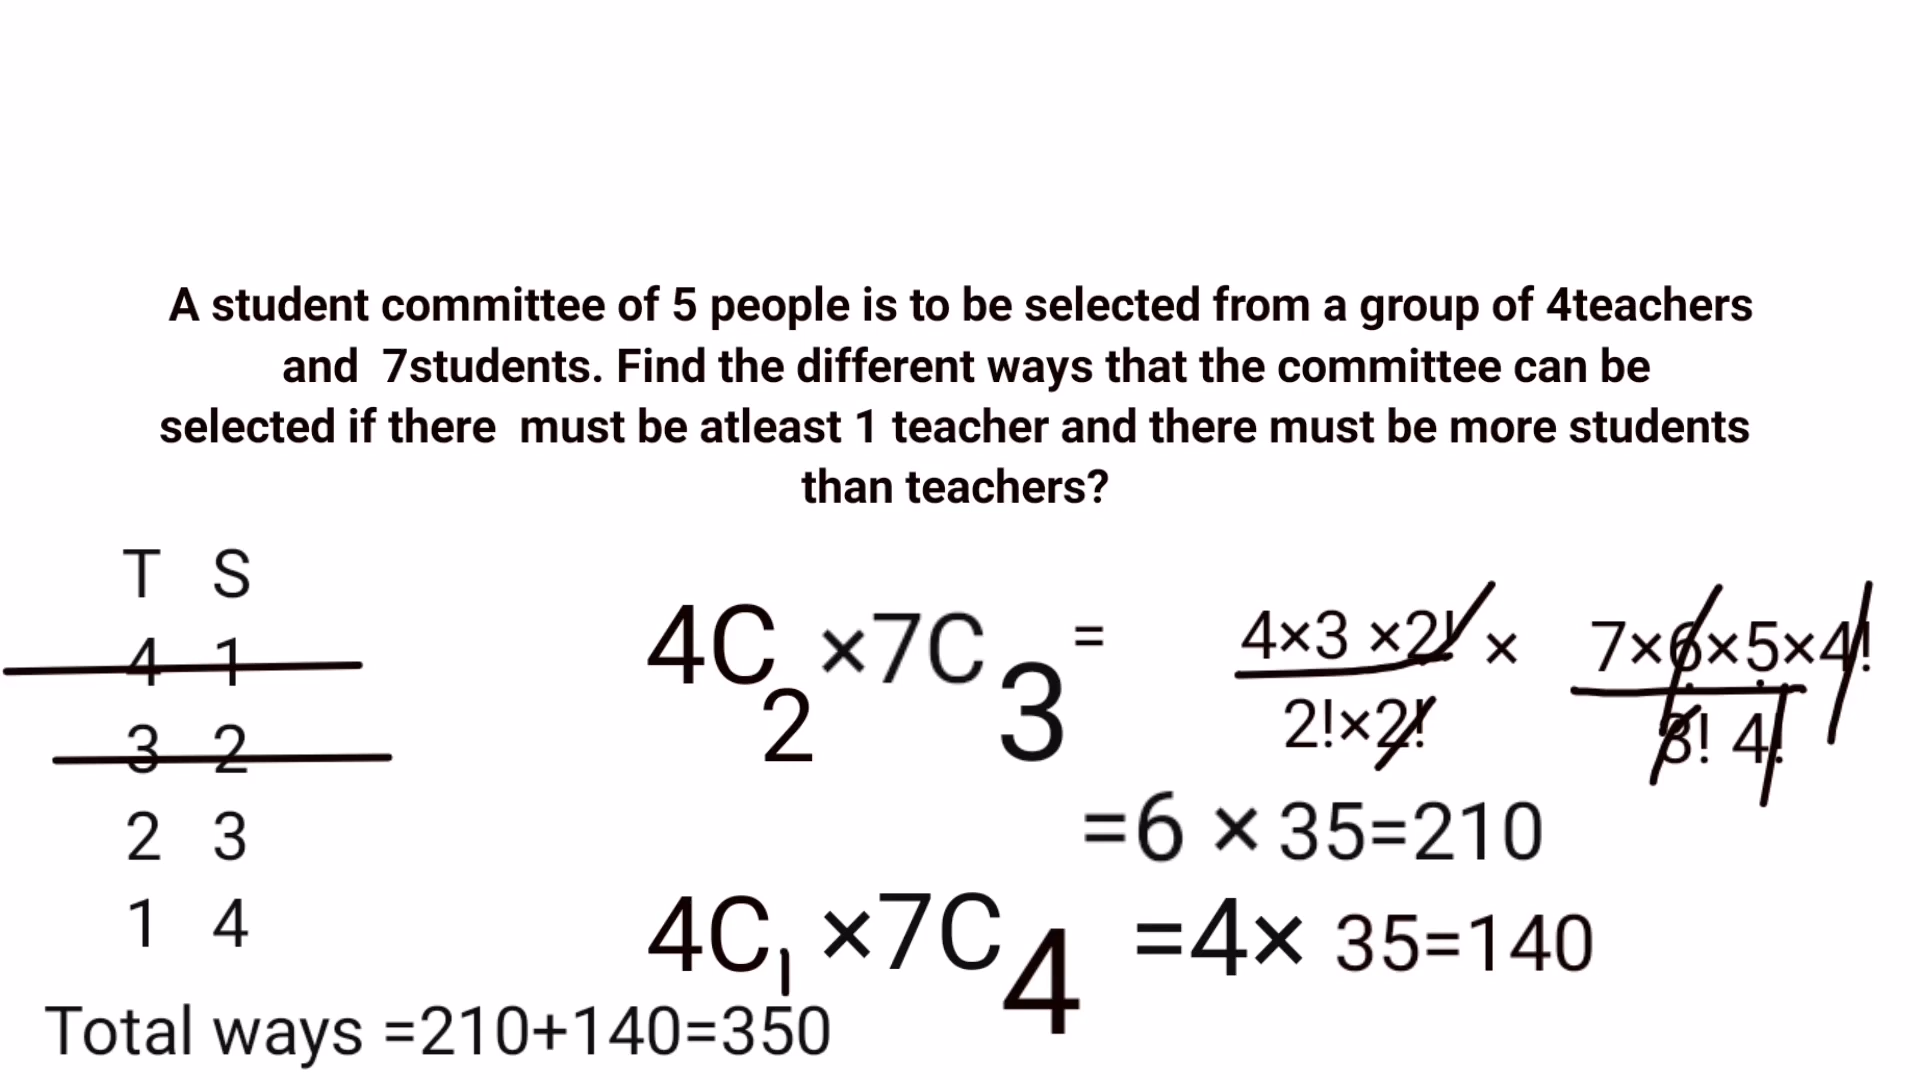 A student committee of 5 people is to be selected from a group of 4teachers
and 7students. Find the different ways that the committee can be
selected if there must be atleast 1 teacher and there must be more students
than teachers?
T S
4 1
3 2
2 3
1 4
4C2 ×7C3 = 4×3 ×2! × 7×6×5×4!
2!×2! 3! 4!
=6 × 35=210
4C1 ×7C4 =4× 35=140
Total ways =210+140=350